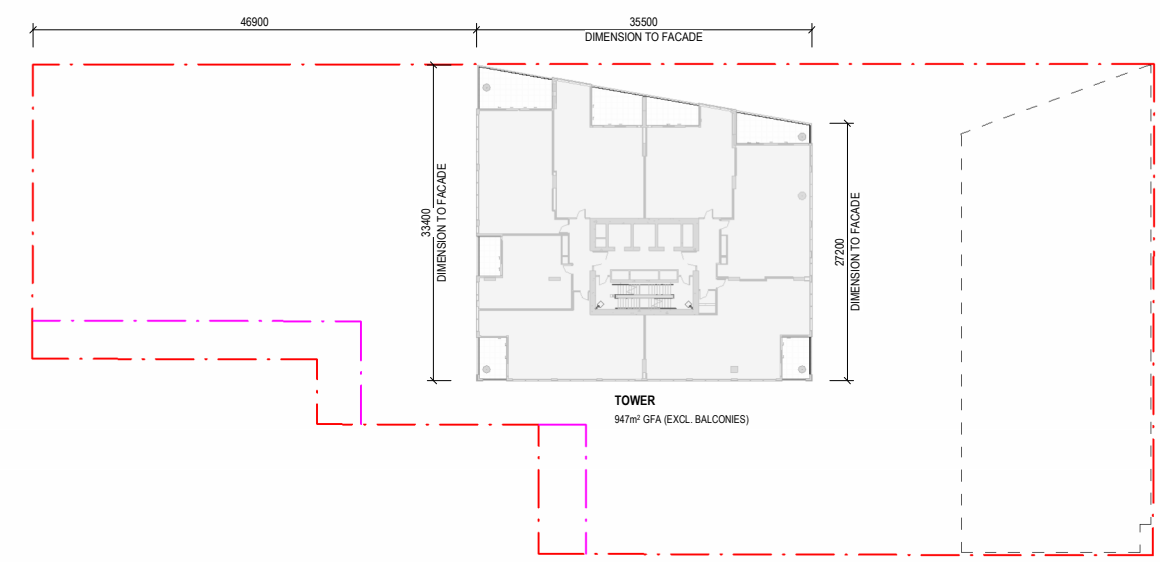 46900
35500
DIMENSION TO FACADE
33400
DIMENSION TO FACADE
27200
DIMENSION TO FACADE
TOWER
947m² GFA (EXCL. BALCONIES)